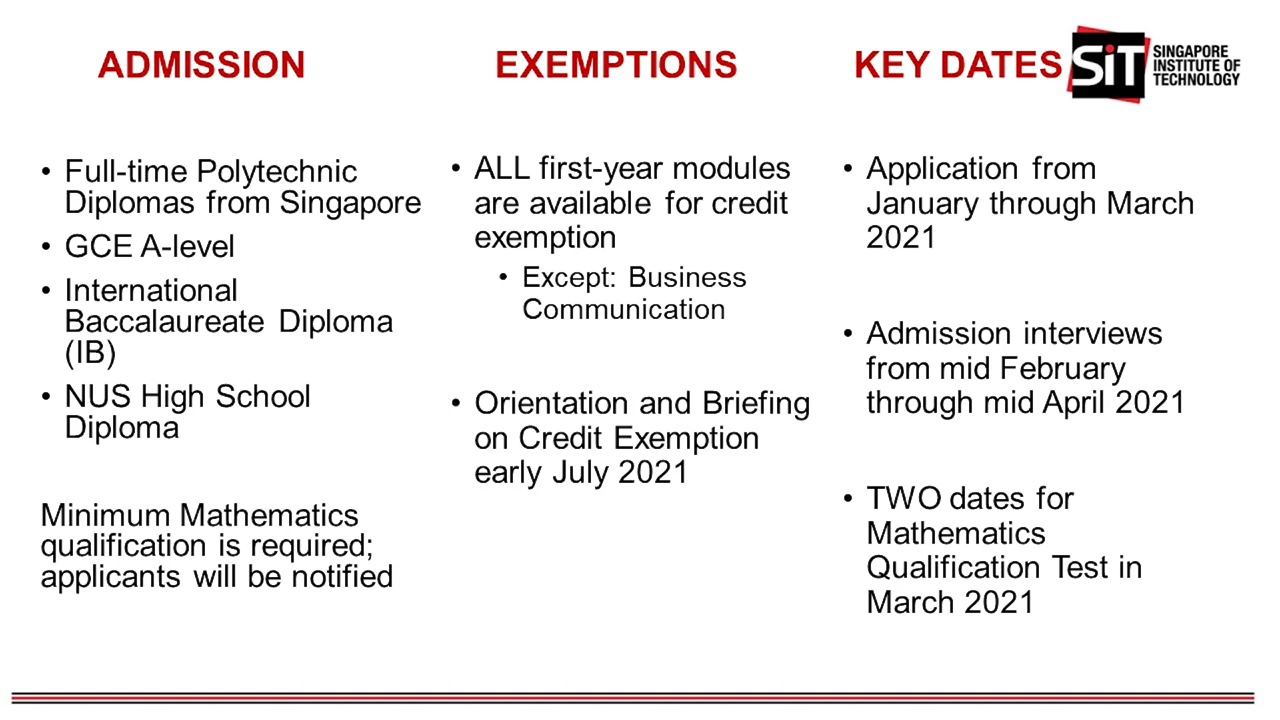 ADMISSION
• Full-time Polytechnic
Diplomas from Singapore
• GCE A-level
• International
Baccalaureate Diploma
(IB)
• NUS High School
Diploma
Minimum Mathematics
qualification is required;
applicants will be notified
EXEMPTIONS
• ALL first-year modules
are available for credit
exemption
• Except: Business
Communication
• Orientation and Briefing
on Credit Exemption
early July 2021
KEY DATES
• Application from
January through March
2021
• Admission interviews
from mid February
through mid April 2021
• TWO dates for
Mathematics
Qualification Test in
March 2021
SiT
SINGAPORE
INSTITUTE OF
TECHNOLOGY